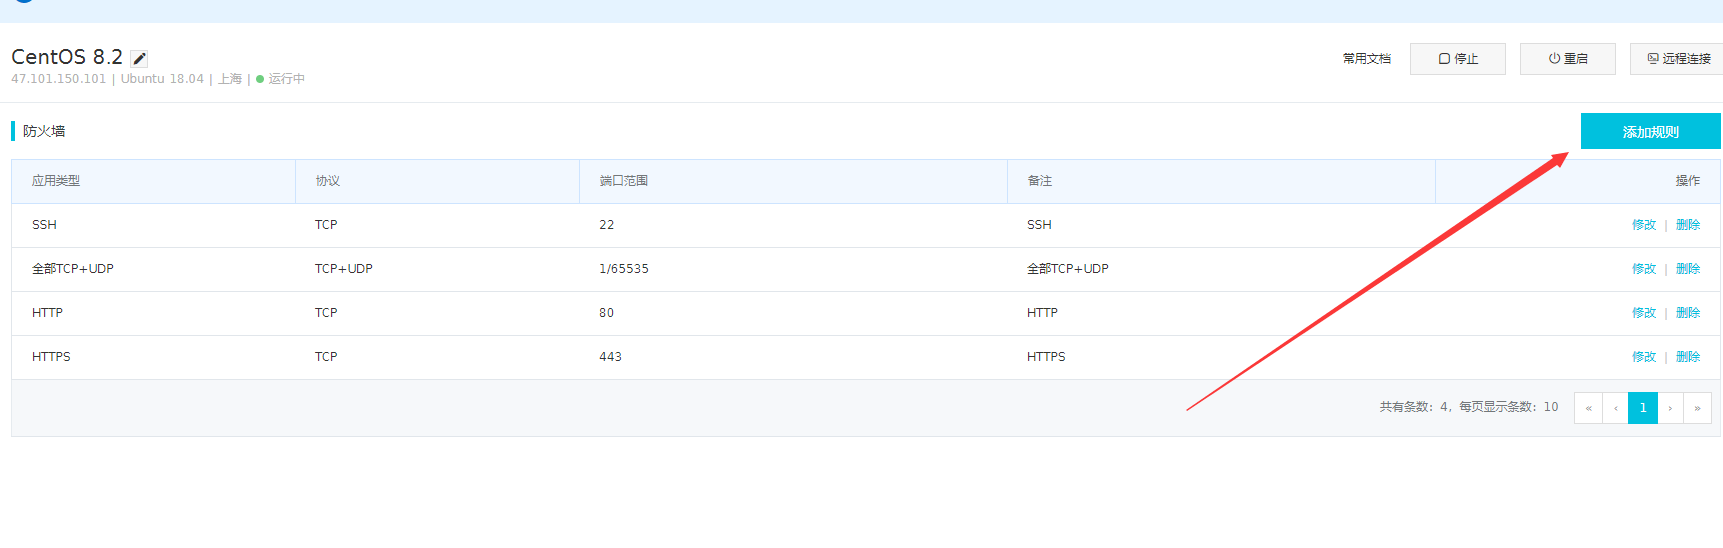 CentOS 8.2
47.101.150.101 | Ubuntu 18.04 | 上海 | 运行中
常用文档 停止 重启 远程连接
防火墙
添加规则
应用类型 协议 端口范围 备注 操作
SSH TCP 22 SSH 修改 | 删除
全部TCP+UDP TCP+UDP 1/65535 全部TCP+UDP 修改 | 删除
HTTP TCP 80 HTTP 修改 | 删除
HTTPS TCP 443 HTTPS 修改 | 删除
共有条数: 4, 每页显示条数: 10 « ‹ 1 › »